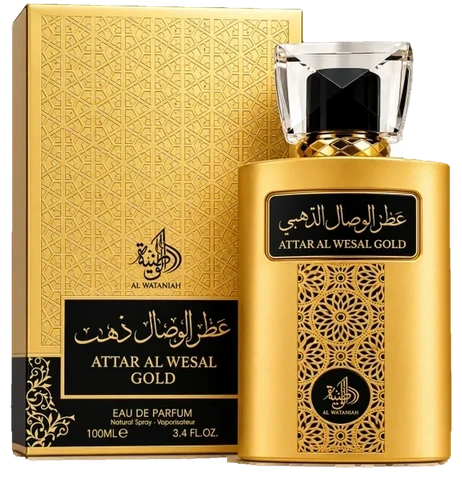 الوطنية
AL WATANIAH
عطر الوصال ذهب
ATTAR AL WESAL
GOLD
EAU DE PARFUM
Natural Spray - Vaporisateur
100ML℮ 3.4 FL.OZ.
عطر الوصال الذهبي
ATTAR AL WESAL GOLD
الوطنية
AL WATANIAH